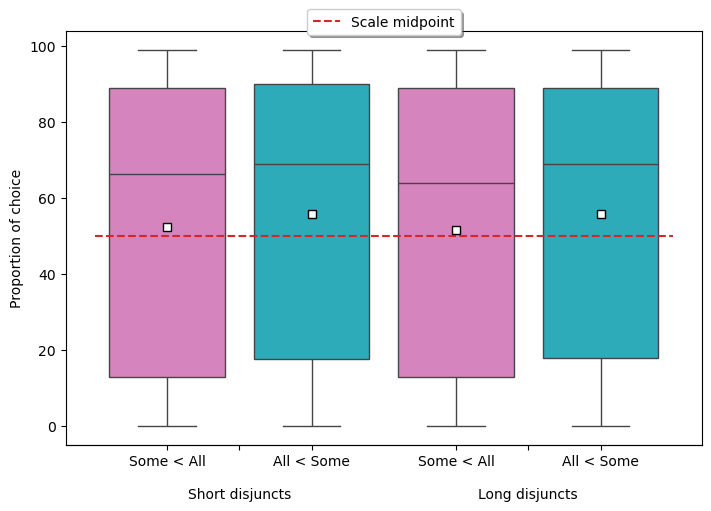 Scale midpoint
Proportion of choice
100
80
60
40
20
0
Some < All
All < Some
Some < All
All < Some
Short disjuncts
Long disjuncts